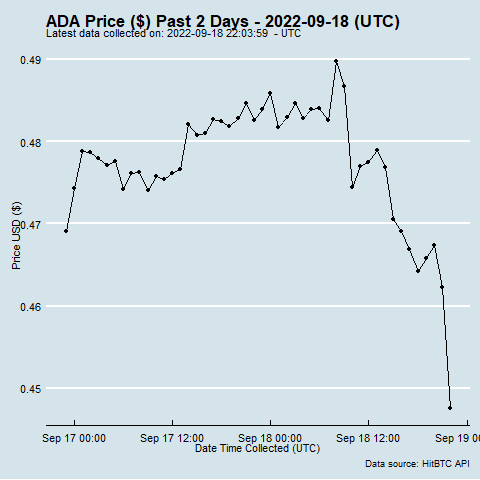 ADA Price ($) Past 2 Days - 2022-09-18 (UTC)
Latest data collected on: 2022-09-18 22:03:59 - UTC
0.49
0.48
0.47
0.46
0.45
Price USD ($)
Sep 17 00:00
Sep 17 12:00
Sep 18 00:00
Sep 18 12:00
Sep 19 0
Date Time Collected (UTC)
Data source: HitBTC API